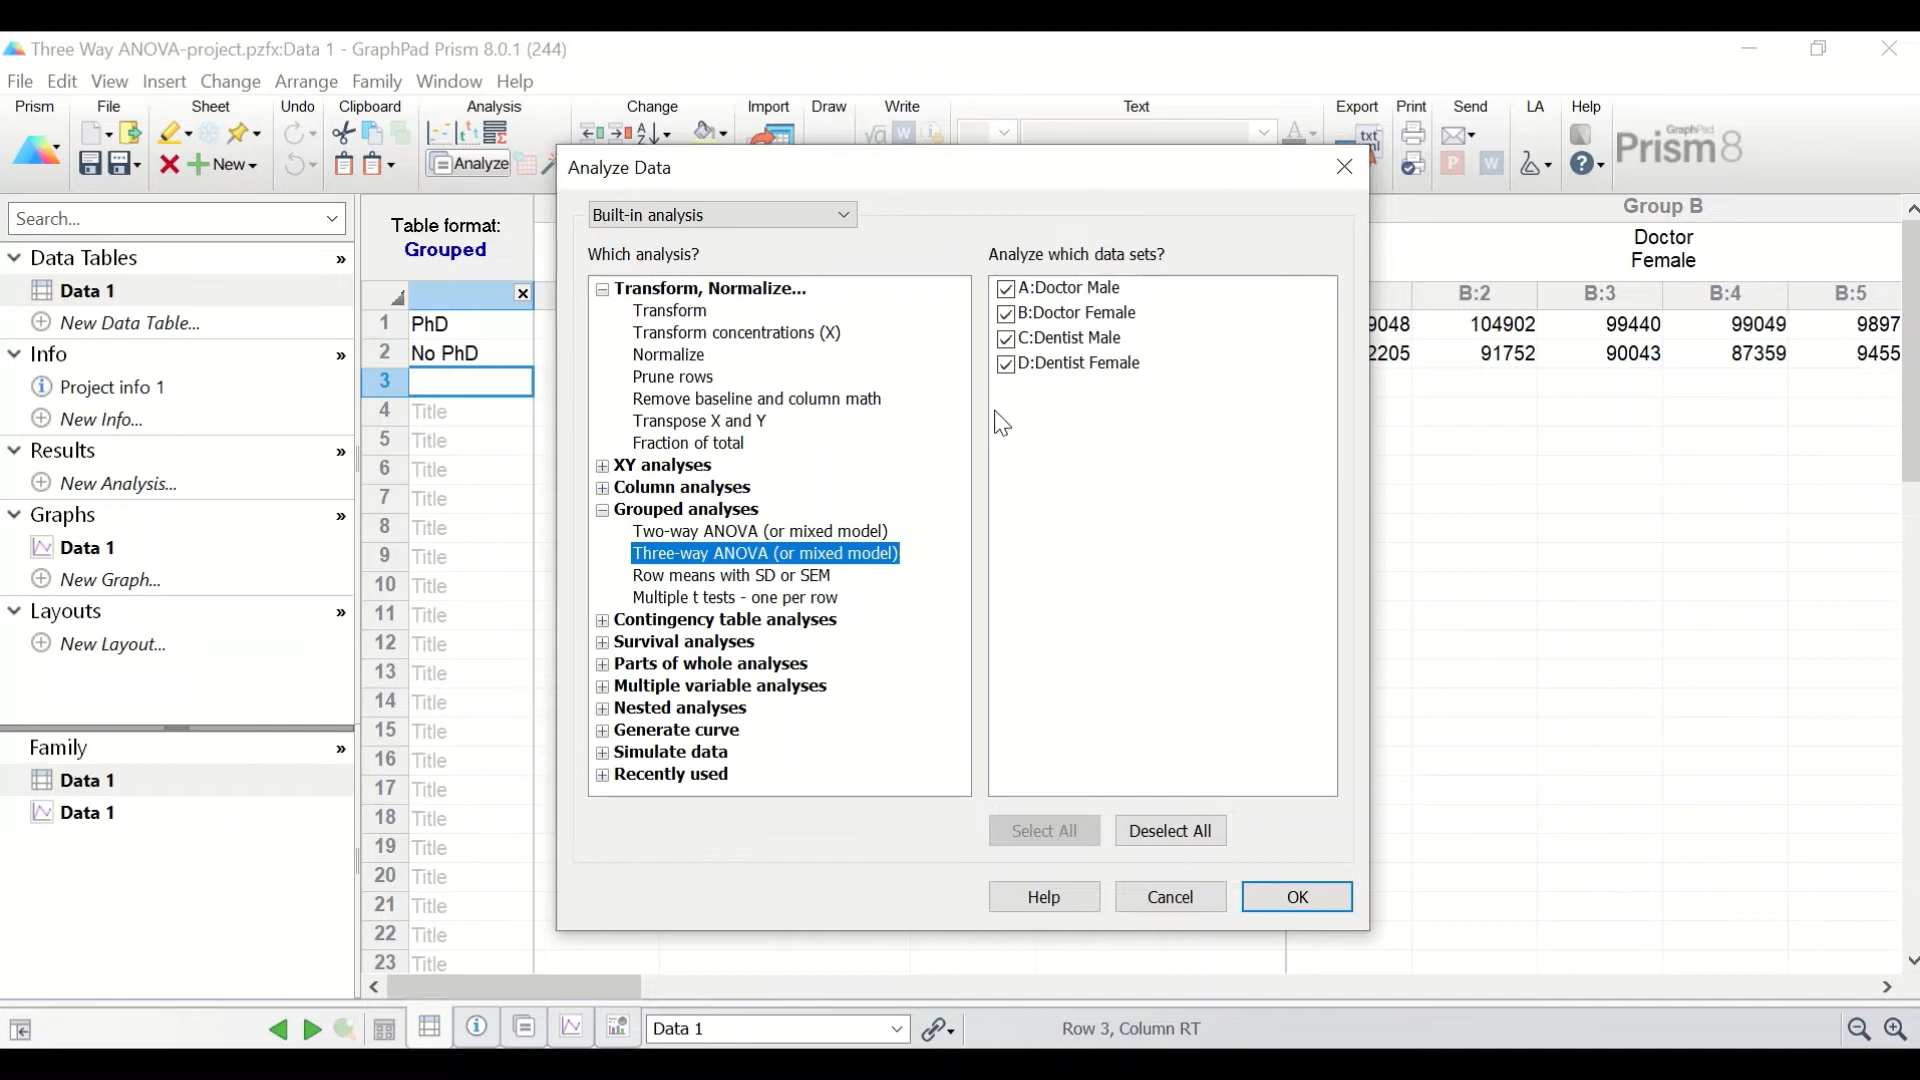 Three Way ANOVA-project.pzfx:Data 1 - GraphPad Prism 8.0.1 (244)
File Edit View Insert Change Arrange Family Window Help
Prism File Sheet Undo Clipboard Analysis Change Import Draw Write Text Export Print Send LA Help
New
Analyze
GraphPad
Prism 8
Search...
Data Tables
Data 1
New Data Table...
Info
Project info 1
New Info...
Results
New Analysis...
Graphs
Data 1
New Graph...
Layouts
New Layout...
Family
Data 1
Data 1
Table format:
Grouped
Group B
Doctor
Female
B:2 B:3 B:4 B:5
1 PhD 9048 104902 99440 99049 9897
2 No PhD 2205 91752 90043 87359 9455
3
4 Title
5 Title
6 Title
7 Title
8 Title
9 Title
10 Title
11 Title
12 Title
13 Title
14 Title
15 Title
16 Title
17 Title
18 Title
19 Title
20 Title
21 Title
22 Title
23 Title
Analyze Data
Built-in analysis
Which analysis?
Transform, Normalize...
Transform
Transform concentrations (X)
Normalize
Prune rows
Remove baseline and column math
Transpose X and Y
Fraction of total
XY analyses
Column analyses
Grouped analyses
Two-way ANOVA (or mixed model)
Three-way ANOVA (or mixed model)
Row means with SD or SEM
Multiple t tests - one per row
Contingency table analyses
Survival analyses
Parts of whole analyses
Multiple variable analyses
Nested analyses
Generate curve
Simulate data
Recently used
Analyze which data sets?
A:Doctor Male
B:Doctor Female
C:Dentist Male
D:Dentist Female
Select All Deselect All
Help Cancel OK
Data 1
Row 3, Column RT